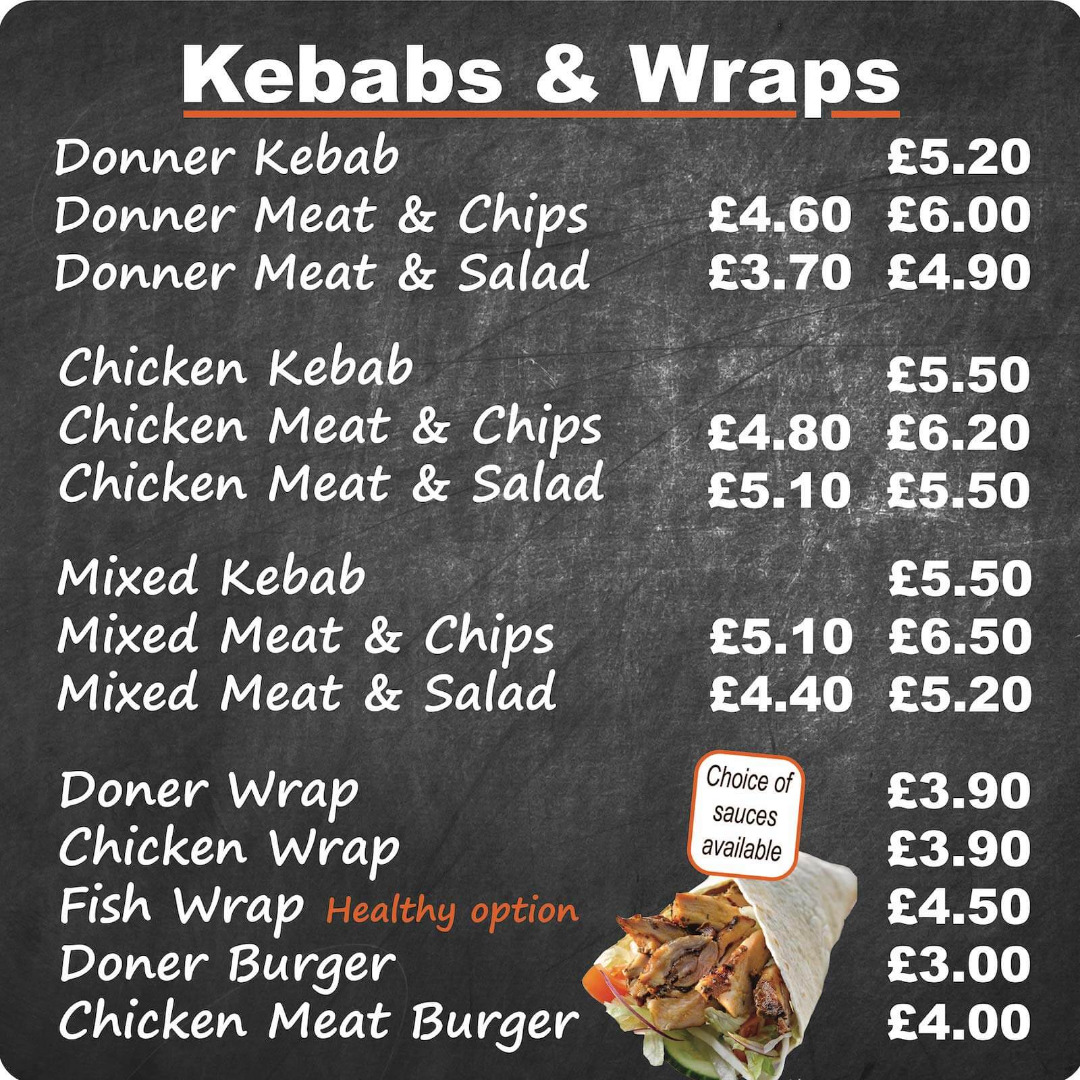 Kebabs & Wraps
Donner Kebab £5.20
Donner Meat & Chips £4.60 £6.00
Donner Meat & Salad £3.70 £4.90
Chicken Kebab £5.50
Chicken Meat & Chips £4.80 £6.20
Chicken Meat & Salad £5.10 £5.50
Mixed Kebab £5.50
Mixed Meat & Chips £5.10 £6.50
Mixed Meat & Salad £4.40 £5.20
Doner Wrap £3.90
Chicken Wrap £3.90
Fish Wrap Healthy option £4.50
Doner Burger £3.00
Chicken Meat Burger £4.00
Choice of
sauces
available